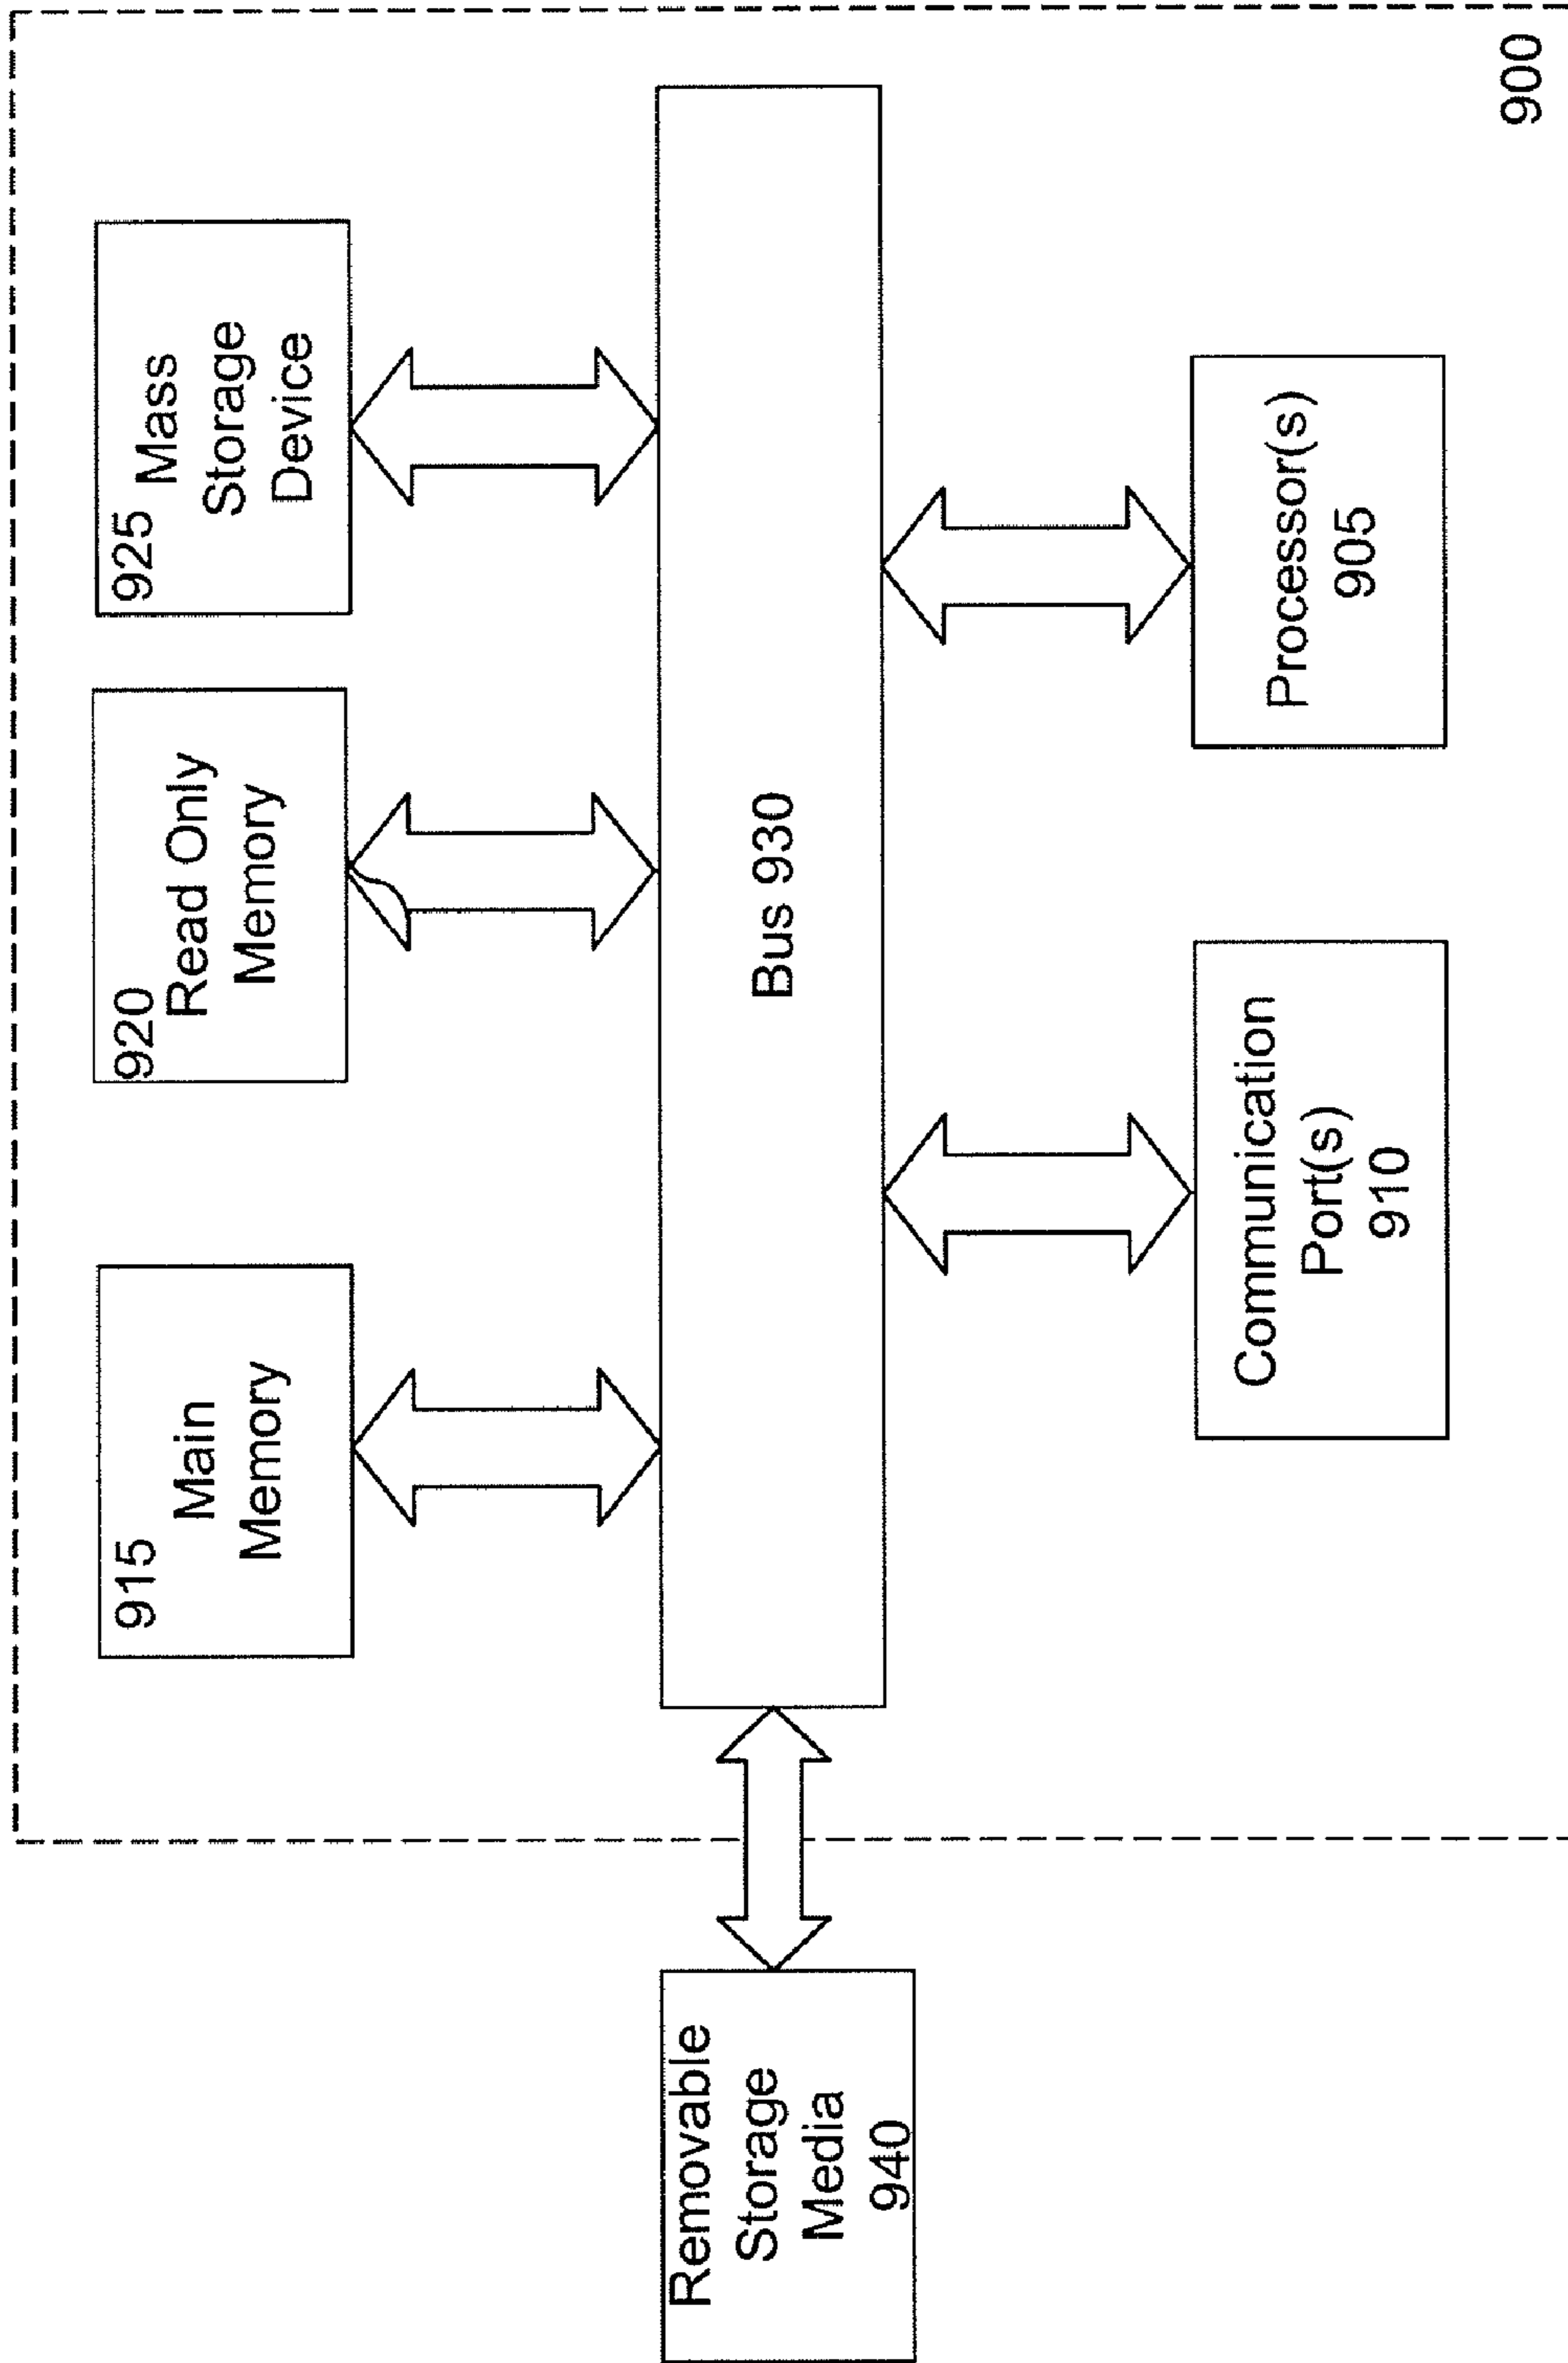 915
Main
Memory
920
Read Only
Memory
925
Mass
Storage
Device
Removable
Storage
Media
940
Bus 930
Communication
Port(s)
910
Processor(s)
905
900